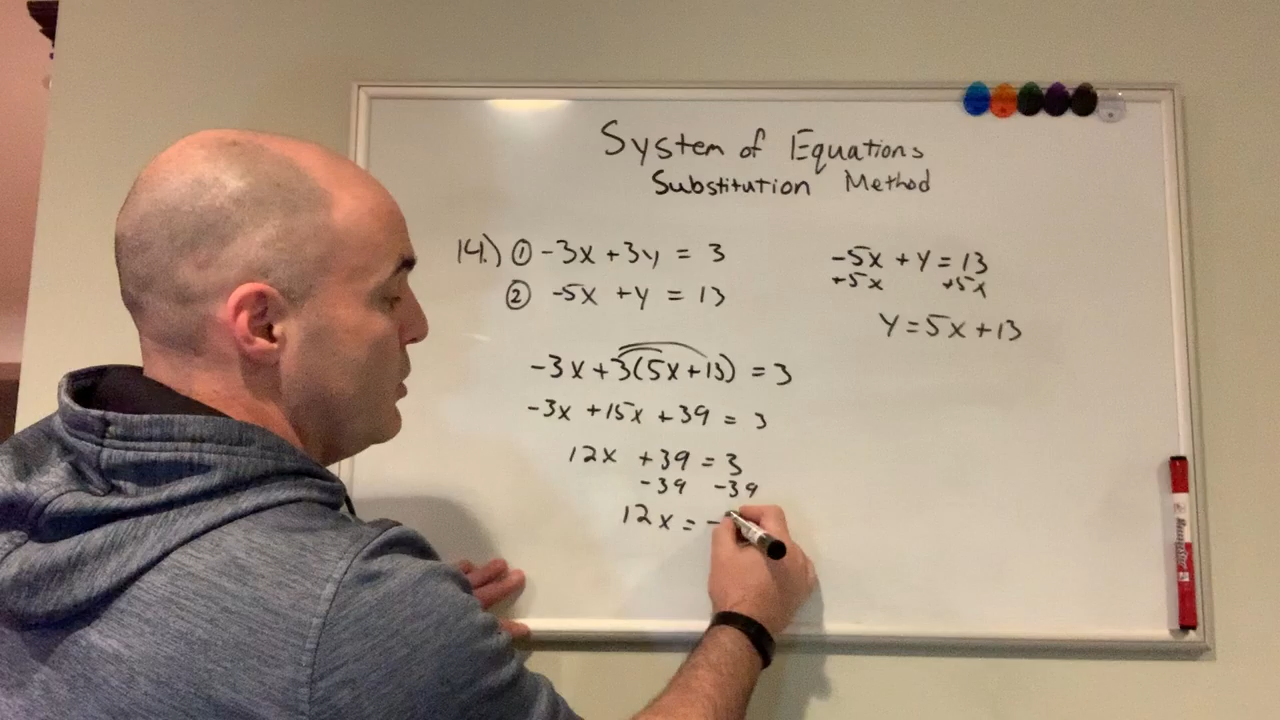 System of Equations
Substitution Method
14.) ① -3x +3y = 3
② -5x +y = 13
-3x+3(5x+13) = 3
-3x +15x +39 = 3
12x +39 = 3
-39 -39
12x = -
-5x + y = 13
+5x +5x
y=5x+13